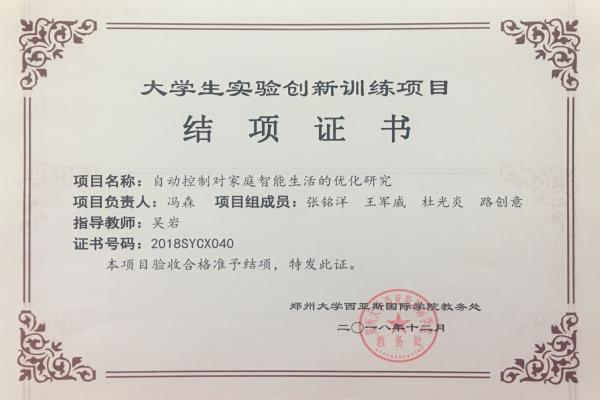 大学生实验创新训练项目
结项证书
项目名称：自动控制对家庭智能生活的优化研究
项目负责人：冯森 项目组成员：张铭洋 王军威 杜光炎 路创意
指导教师：吴岩
证书号码：2018SYCX040
本项目验收合格准予结项，特发此证。
郑州大学西亚斯国际学院教务处
二〇一八年十二月
教务处